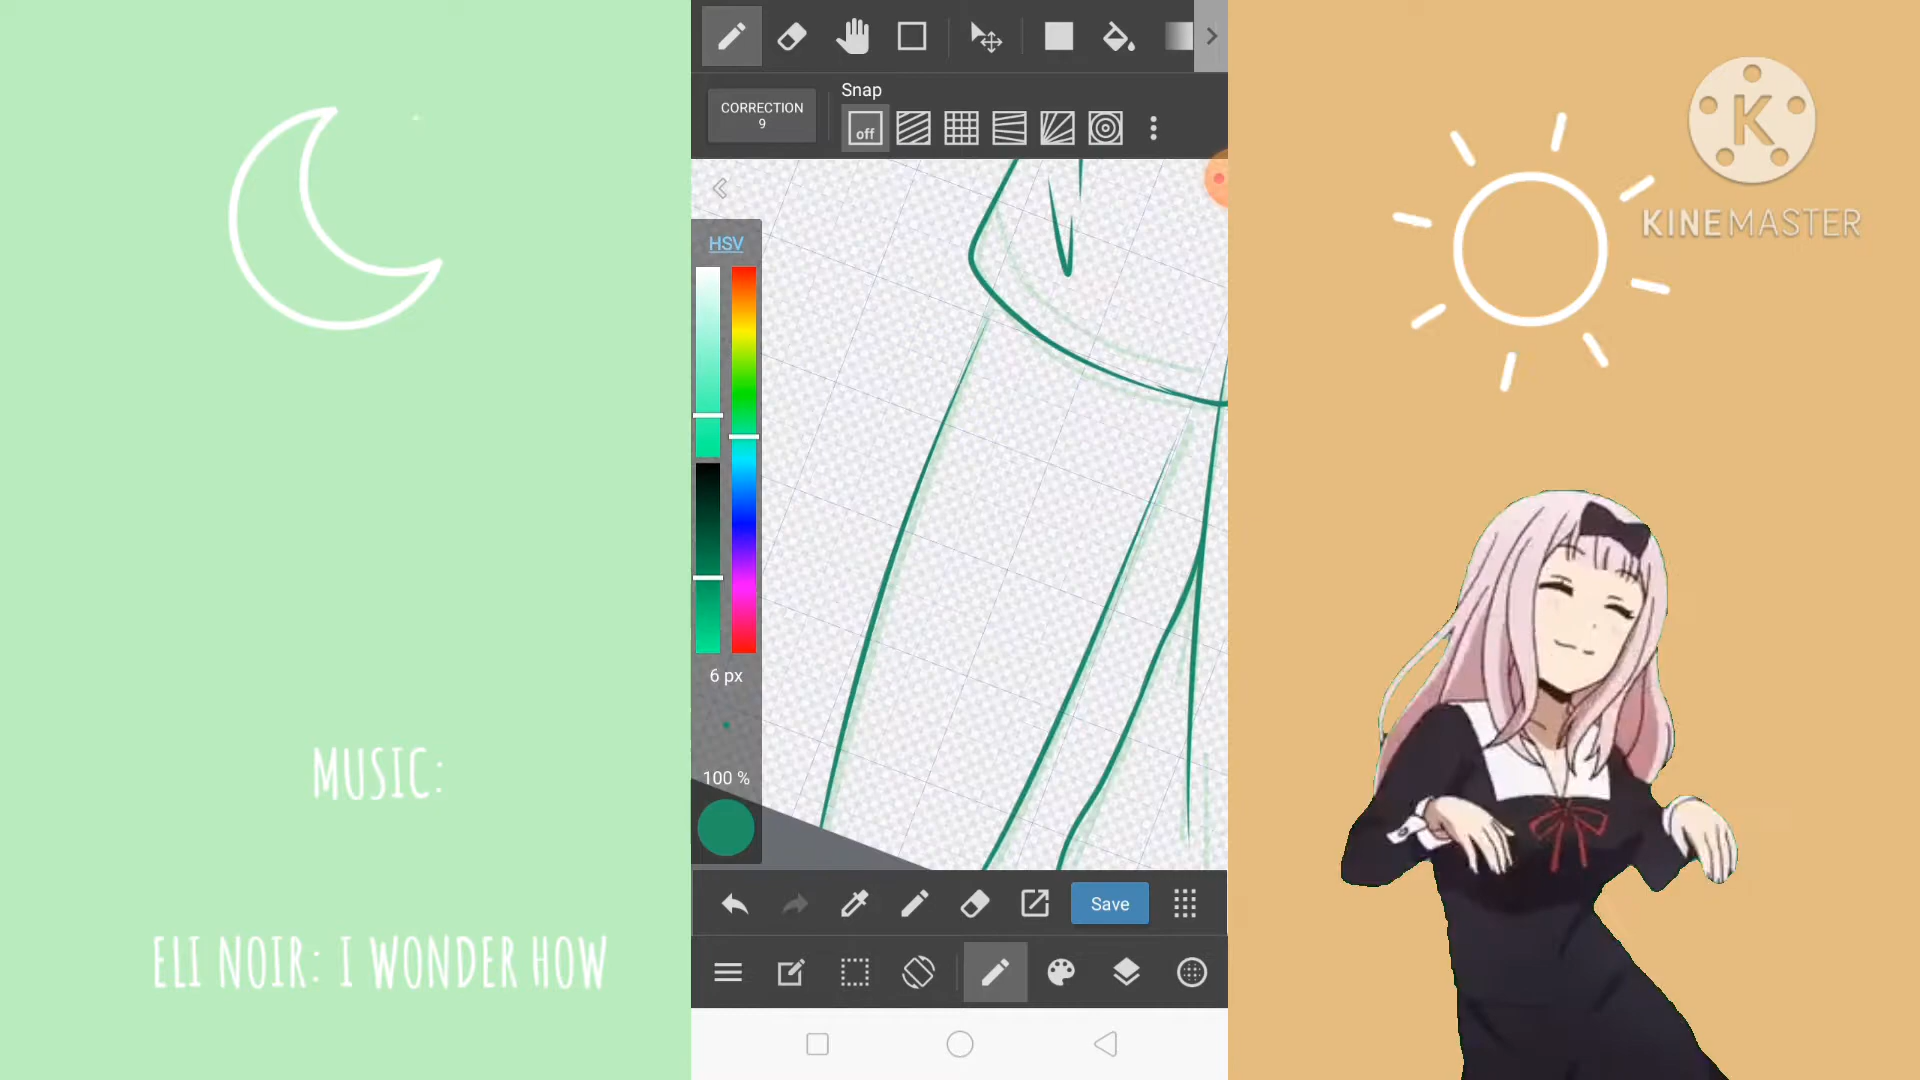 CORRECTION
9
Snap
off
HSV
6 px
100 %
Save
MUSIC:
ELI NOIR: I WONDER HOW
K
KINEMASTER